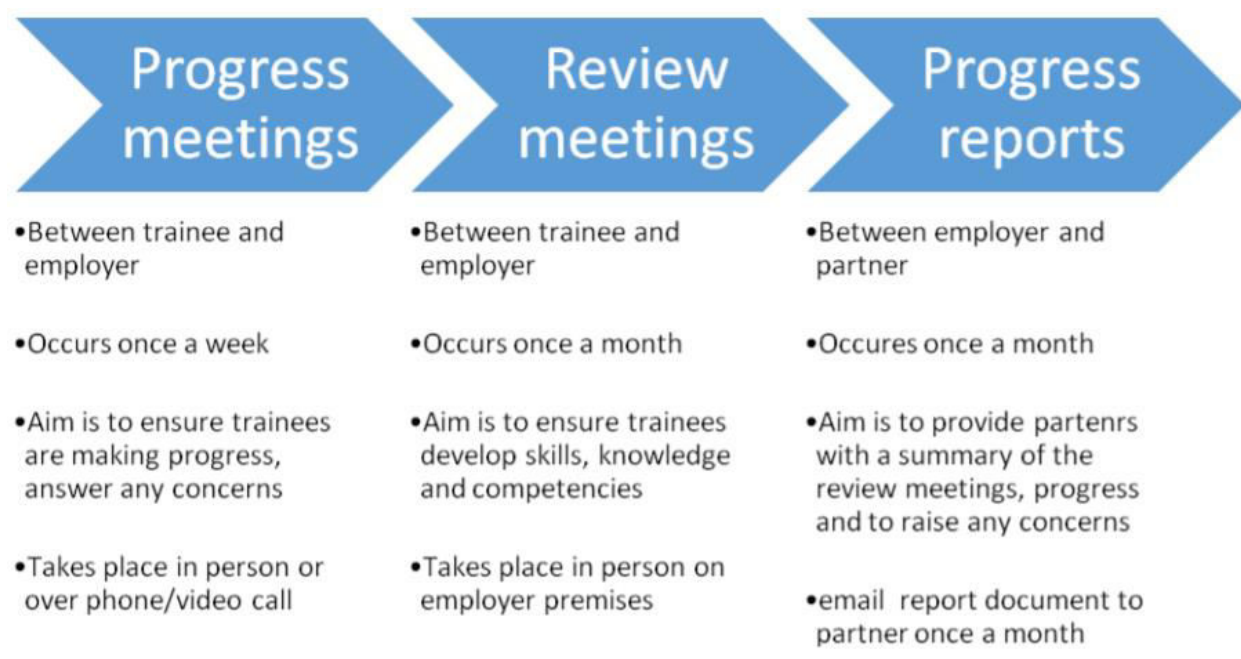 Progress
meetings
Review
meetings
Progress
reports
•Between trainee and
employer
•Occurs once a week
•Aim is to ensure trainees
are making progress,
answer any concerns
•Takes place in person or
over phone/video call
•Between trainee and
employer
•Occurs once a month
•Aim is to ensure trainees
develop skills, knowledge
and competencies
•Takes place in person on
employer premises
•Between employer and
partner
•Occures once a month
•Aim is to provide partenrs
with a summary of the
review meetings, progress
and to raise any concerns
•email  report document to
partner once a month